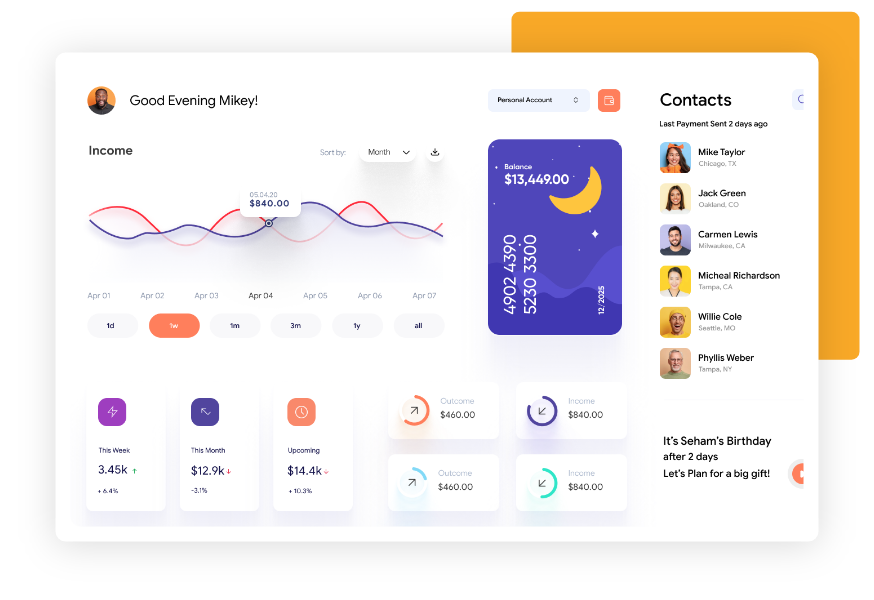 Good Evening Mikey!
Personal Account
Income
Sort by:
Month
05.04.20
$840.00
Apr 01
Apr 02
Apr 03
Apr 04
Apr 05
Apr 06
Apr 07
1d
1w
1m
3m
1y
all
Balance
$13,449.00
4902 4390
5230 3300
12/2025
This Week
3.45k
+ 6.4%
This Month
$12.9k
-3.1%
Upcoming
$14.4k
+ 10.3%
Outcome
$460.00
Income
$840.00
Outcome
$460.00
Income
$840.00
Contacts
Last Payment Sent 2 days ago
Mike Taylor
Chicago, TX
Jack Green
Oakland, CO
Carmen Lewis
Milwaukee, CA
Micheal Richardson
Tampa, CA
Willie Cole
Seettle, MO
Phyllis Weber
Tampa, NY
It's Seham's Birthday
after 2 days
Let's Plan for a big gift!